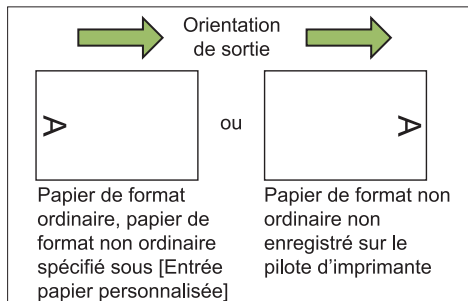 Orientation
de sortie
A
ou
A
Papier de format
ordinaire, papier de
format non ordinaire
spécifié sous [Entrée
papier personnalisée]
Papier de format non
ordinaire non
enregistré sur le
pilote d’imprimante